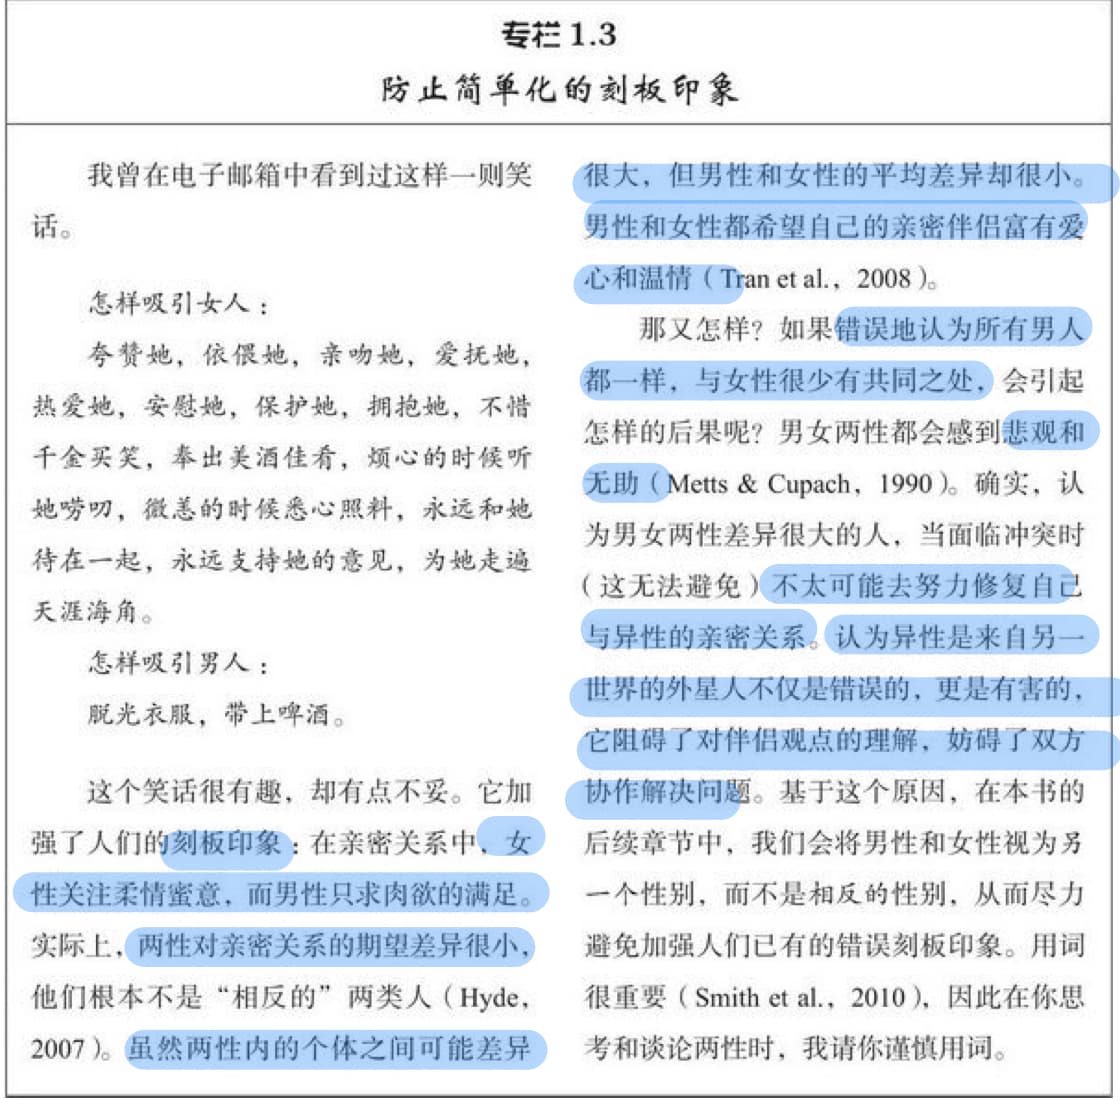 专栏 1.3
防止简单化的刻板印象
我曾在电子邮箱中看到过这样一则笑
话。
怎样吸引女人：
夸赞她，依偎她，亲吻她，爱抚她，
热爱她，安慰她，保护她，拥抱她，不惜
千金买笑，奉出美酒佳肴，烦心的时候听
她唠叨，微恙的时候悉心照料，永远和她
待在一起，永远支持她的意见，为她走遍
天涯海角。
怎样吸引男人：
脱光衣服，带上啤酒。
这个笑话很有趣，却有点不妥。它加
强了人们的刻板印象：在亲密关系中，女
性关注柔情蜜意，而男性只求肉欲的满足。
实际上，两性对亲密关系的期望差异很小，
他们根本不是“相反的”两类人（Hyde，
2007）。虽然两性内的个体之间可能差异
很大，但男性和女性的平均差异却很小。
男性和女性都希望自己的亲密伴侣富有爱
心和温情（Tran et al.，2008）。
那又怎样？如果错误地认为所有男人
都一样，与女性很少有共同之处，会引起
怎样的后果呢？男女两性都会感到悲观和
无助（Metts & Cupach，1990）。确实，认
为男女两性差异很大的人，当面临冲突时
（这无法避免）不太可能去努力修复自己
与异性的亲密关系。认为异性是来自另一
世界的外星人不仅是错误的，更是有害的，
它阻碍了对伴侣观点的理解，妨碍了双方
协作解决问题。基于这个原因，在本书的
后续章节中，我们会将男性和女性视为另
一个性别，而不是相反的性别，从而尽力
避免加强人们已有的错误刻板印象。用词
很重要（Smith et al.，2010），因此在你思
考和谈论两性时，我请你谨慎用词。